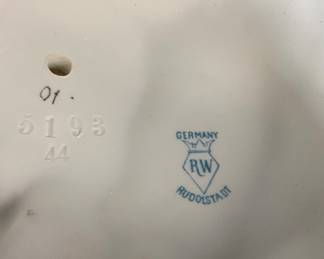 01.
5193
44
GERMANY
RW
RUDOLSTADT